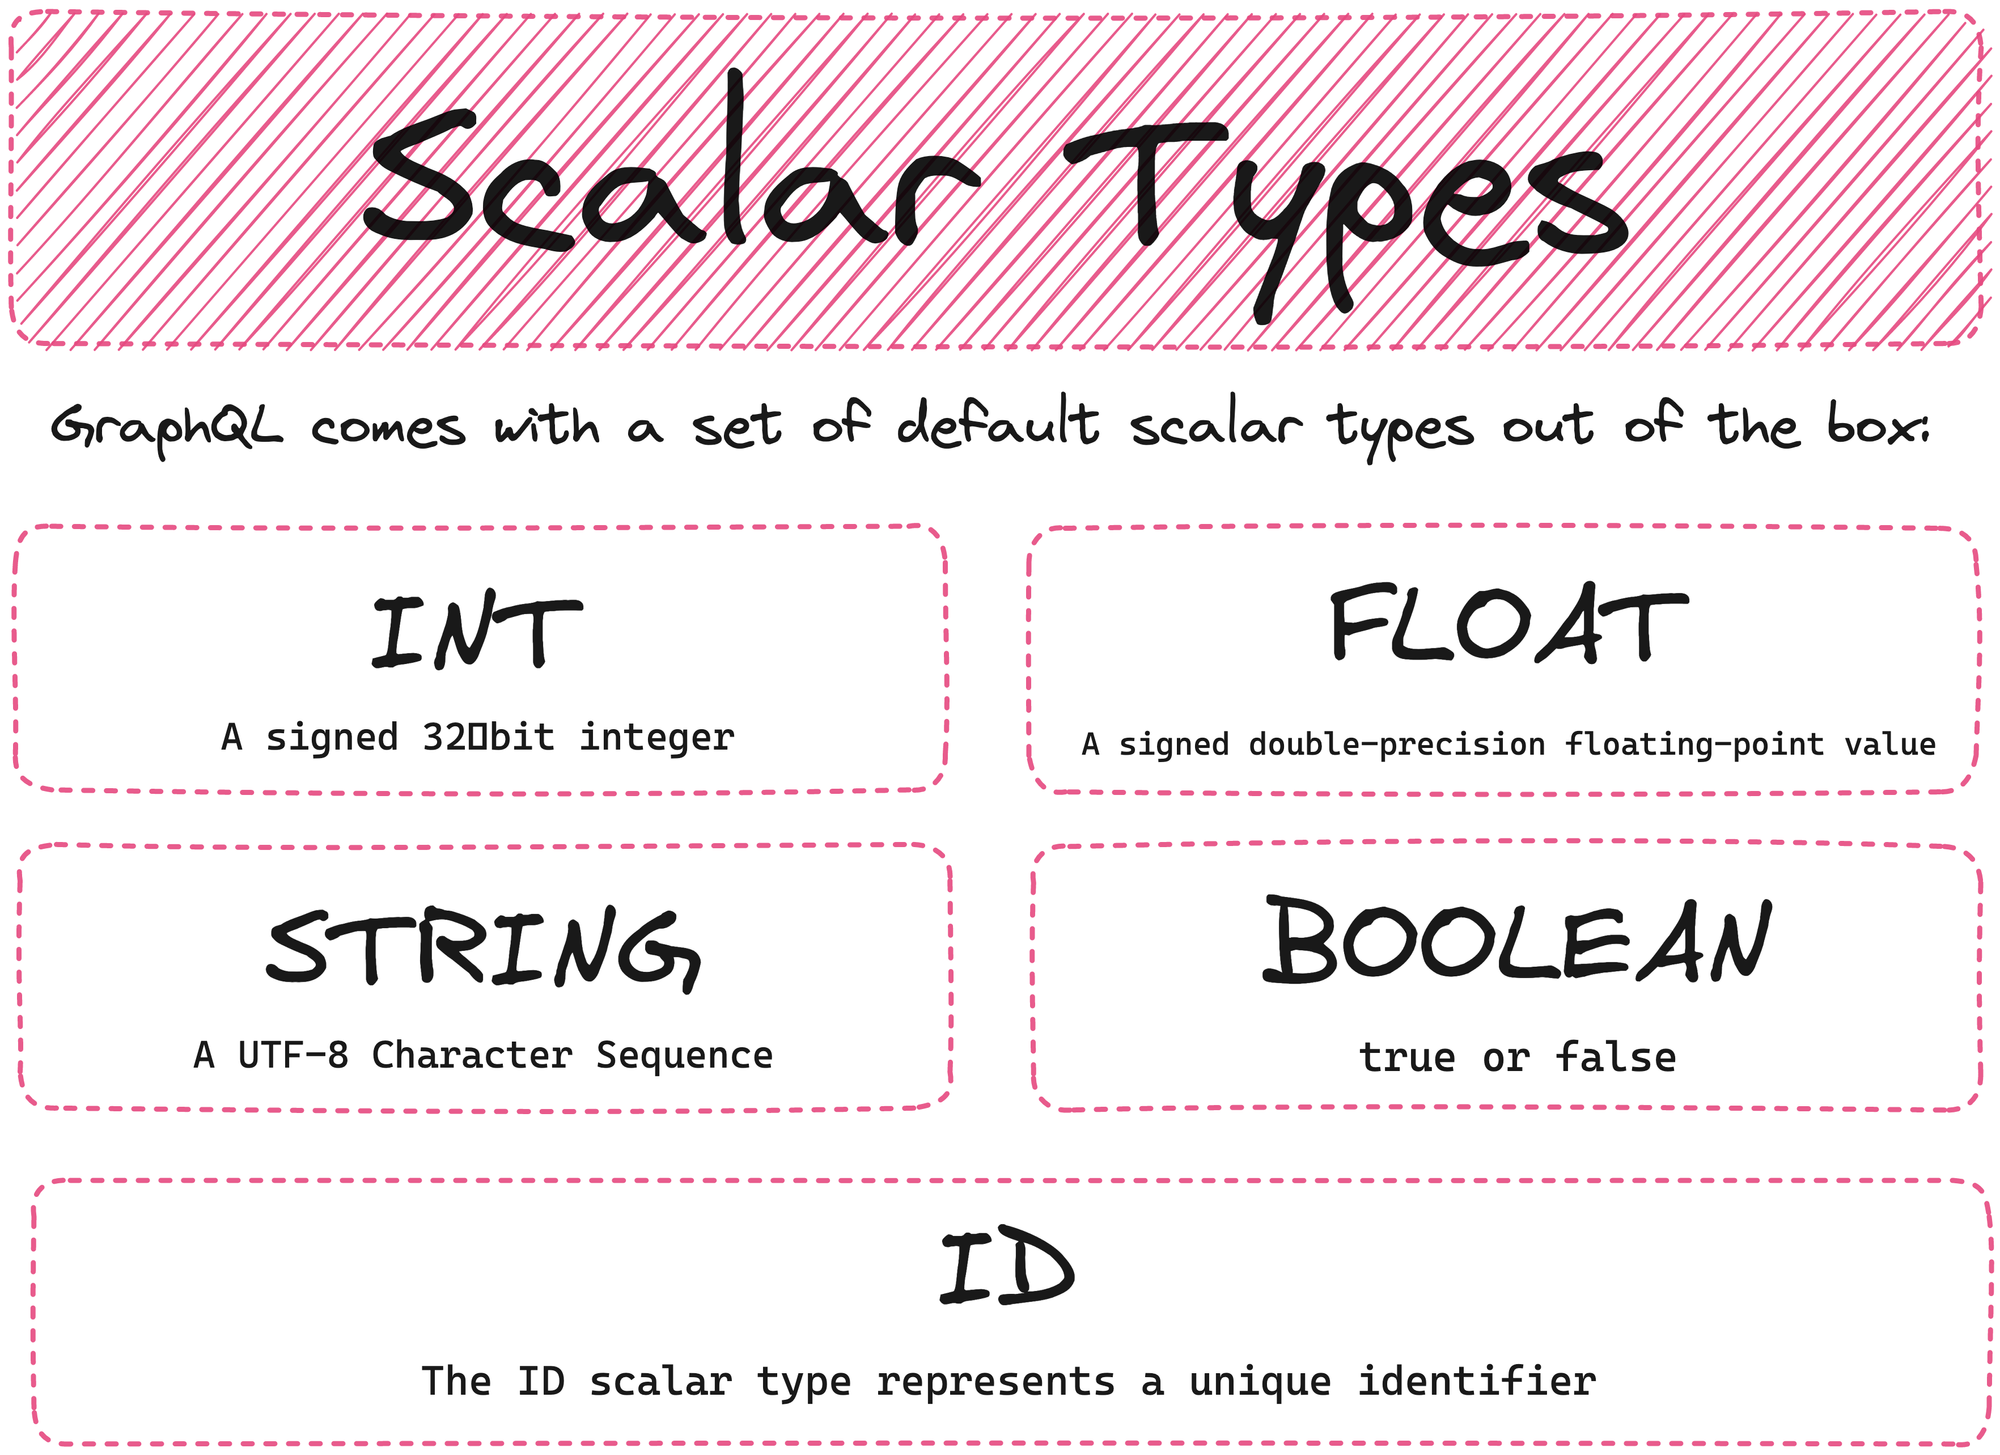 Scalar Types
GraphQL comes with a set of default scalar types out of the box:
INT
A signed 32▯bit integer
FLOAT
A signed double-precision floating-point value
STRING
A UTF-8 Character Sequence
BOOLEAN
true or false
ID
The ID scalar type represents a unique identifier